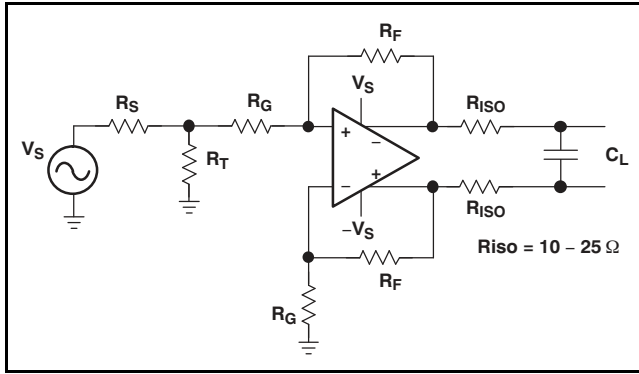 R_F
V_S
R_S
R_G
R_ISO
V_S
R_T
+
−
−
+
C_L
−V_S
R_ISO
Riso = 10 − 25 Ω
R_F
R_G